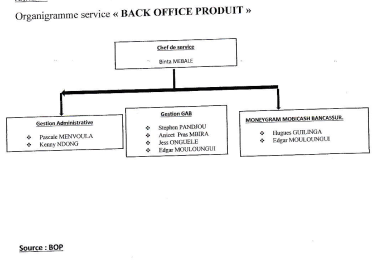 Organigramme service « BACK OFFICE PRODUIT »
Chef de service
Binta MEBALE
Gestion Administrative
❖ Pascale MENVOULA
❖ Kenny NDONG
Gestion GAB
❖ Stephen PANDJOU
❖ Anicet Pras MBIRA
❖ Jess ONGUELE
❖ Edgar MOULOUNGUI
MONEYGRAM MOBICASH BANCASSUR.
❖ Hugues GUILINGA
❖ Edgar MOULOUNGUI
Source : BOP